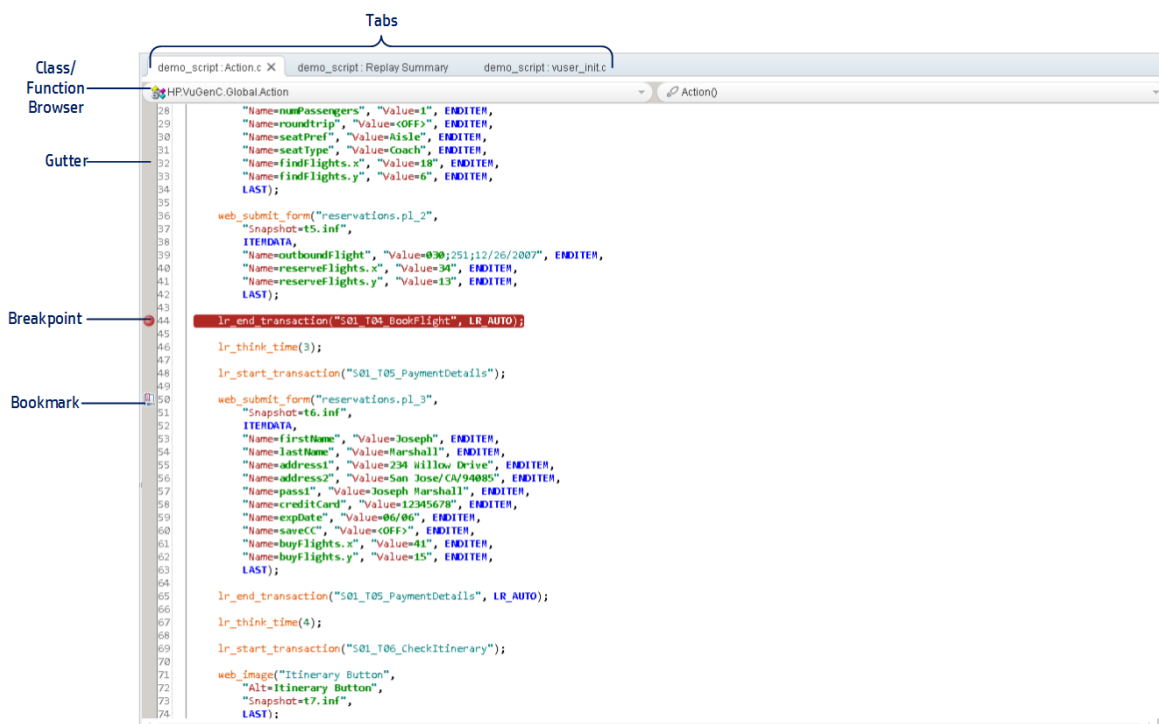 Tabs
demo_script : Action.c ✕ demo_script : Replay Summary demo_script : vuser_init.c
Class/
Function
Browser
HP.VuGenC.Global.Action Action()
28 "Name=numPassengers", "Value=1", ENDITEM,
29 "Name=roundtrip", "Value=<OFF>", ENDITEM,
30 "Name=seatPref", "Value=Aisle", ENDITEM,
31 "Name=seatType", "Value=Coach", ENDITEM,
Gutter
32 "Name=findFlights.x", "Value=18", ENDITEM,
33 "Name=findFlights.y", "Value=6", ENDITEM,
34 LAST);
35
36 web_submit_form("reservations.pl_2",
37 "Snapshot=t5.inf",
38 ITEMDATA,
39 "Name=outboundFlight", "Value=030;251;12/26/2007", ENDITEM,
40 "Name=reserveFlights.x", "Value=34", ENDITEM,
41 "Name=reserveFlights.y", "Value=13", ENDITEM,
42 LAST);
43
Breakpoint
44 lr_end_transaction("S01_T04_BookFlight", LR_AUTO);
45
46 lr_think_time(3);
47
48 lr_start_transaction("S01_T05_PaymentDetails");
49
Bookmark
50 web_submit_form("reservations.pl_3",
51 "Snapshot=t6.inf",
52 ITEMDATA,
53 "Name=firstName", "Value=Joseph", ENDITEM,
54 "Name=lastName", "Value=Marshall", ENDITEM,
55 "Name=address1", "Value=234 Willow Drive", ENDITEM,
56 "Name=address2", "Value=San Jose/CA/94085", ENDITEM,
57 "Name=pass1", "Value=Joseph Marshall", ENDITEM,
58 "Name=creditCard", "Value=12345678", ENDITEM,
59 "Name=expDate", "Value=06/06", ENDITEM,
60 "Name=saveCC", "Value=<OFF>", ENDITEM,
61 "Name=buyFlights.x", "Value=41", ENDITEM,
62 "Name=buyFlights.y", "Value=15", ENDITEM,
63 LAST);
64
65 lr_end_transaction("S01_T05_PaymentDetails", LR_AUTO);
66
67 lr_think_time(4);
68
69 lr_start_transaction("S01_T06_CheckItinerary");
70
71 web_image("Itinerary Button",
72 "Alt=Itinerary Button",
73 "Snapshot=t7.inf",
74 LAST);